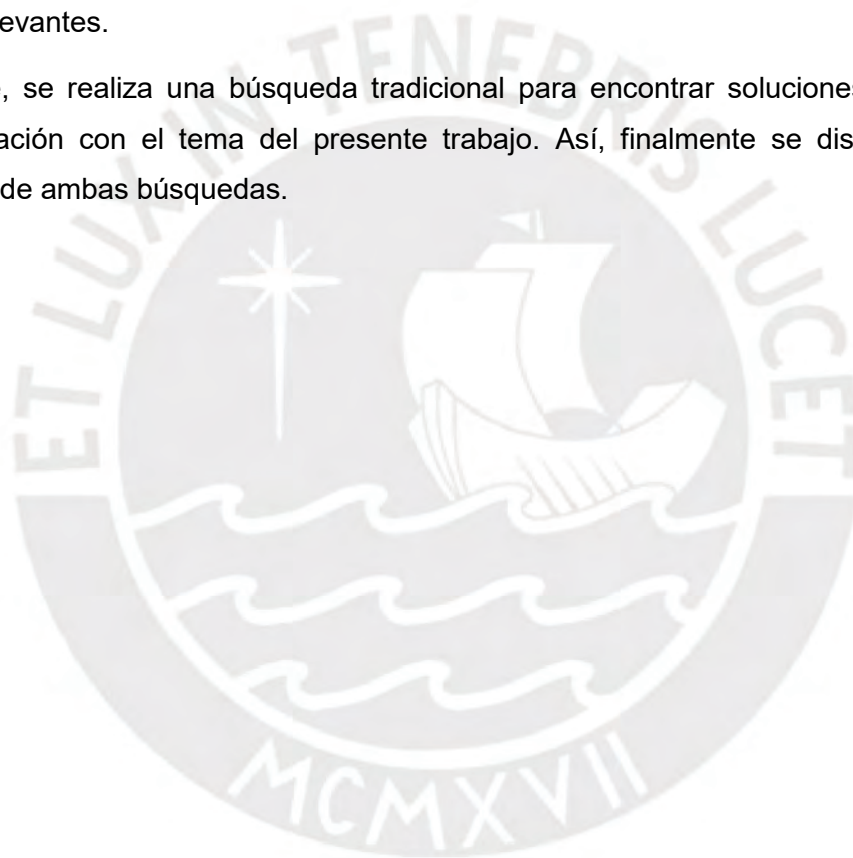 evantes.
, se realiza una búsqueda tradicional para encontrar soluciones
ación con el tema del presente trabajo. Así, finalmente se dis
de ambas búsquedas.
ET LUX IN TENEBRIS LUCET
MCMXVII